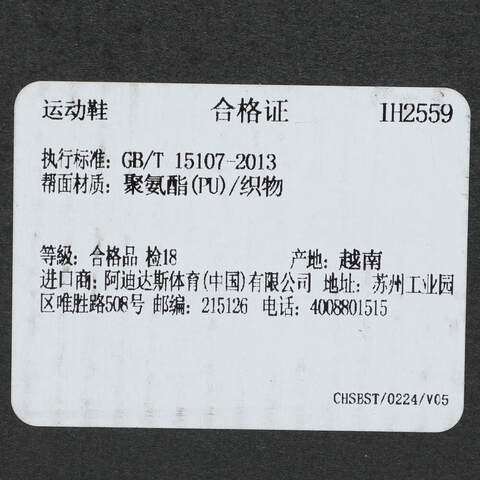 运动鞋 合格证 IH2559
执行标准: GB/T 15107-2013
帮面材质: 聚氨酯(PU)/织物
等级: 合格品 检18 产地: 越南
进口商: 阿迪达斯体育(中国)有限公司 地址: 苏州工业园
区唯胜路508号 邮编: 215126 电话: 4008801515
CHSBST/0224/V05